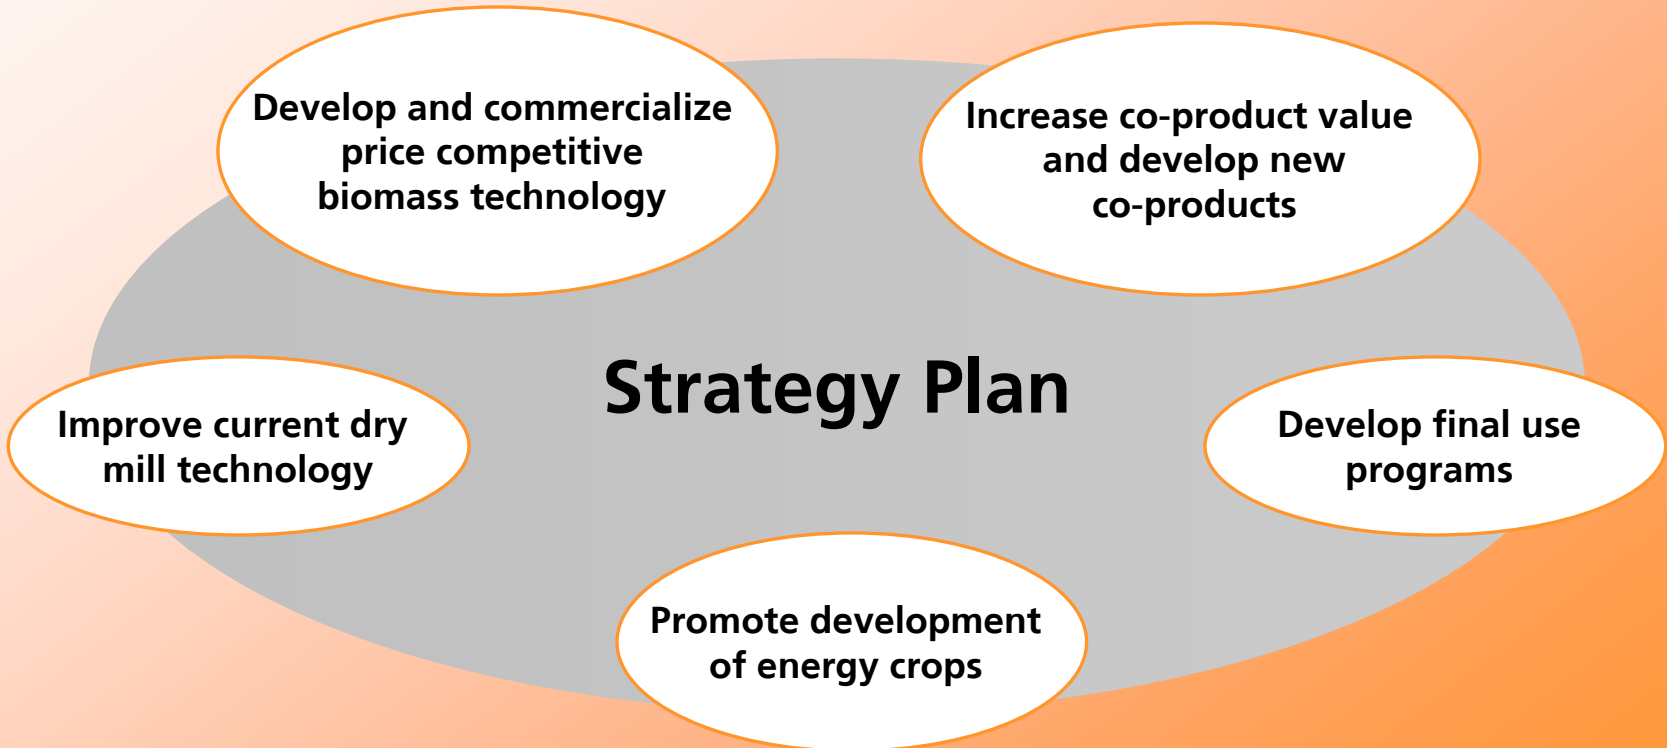 Develop and commercialize
price competitive
biomass technology
Increase co-product value
and develop new
co-products
Strategy Plan
Improve current dry
mill technology
Develop final use
programs
Promote development
of energy crops